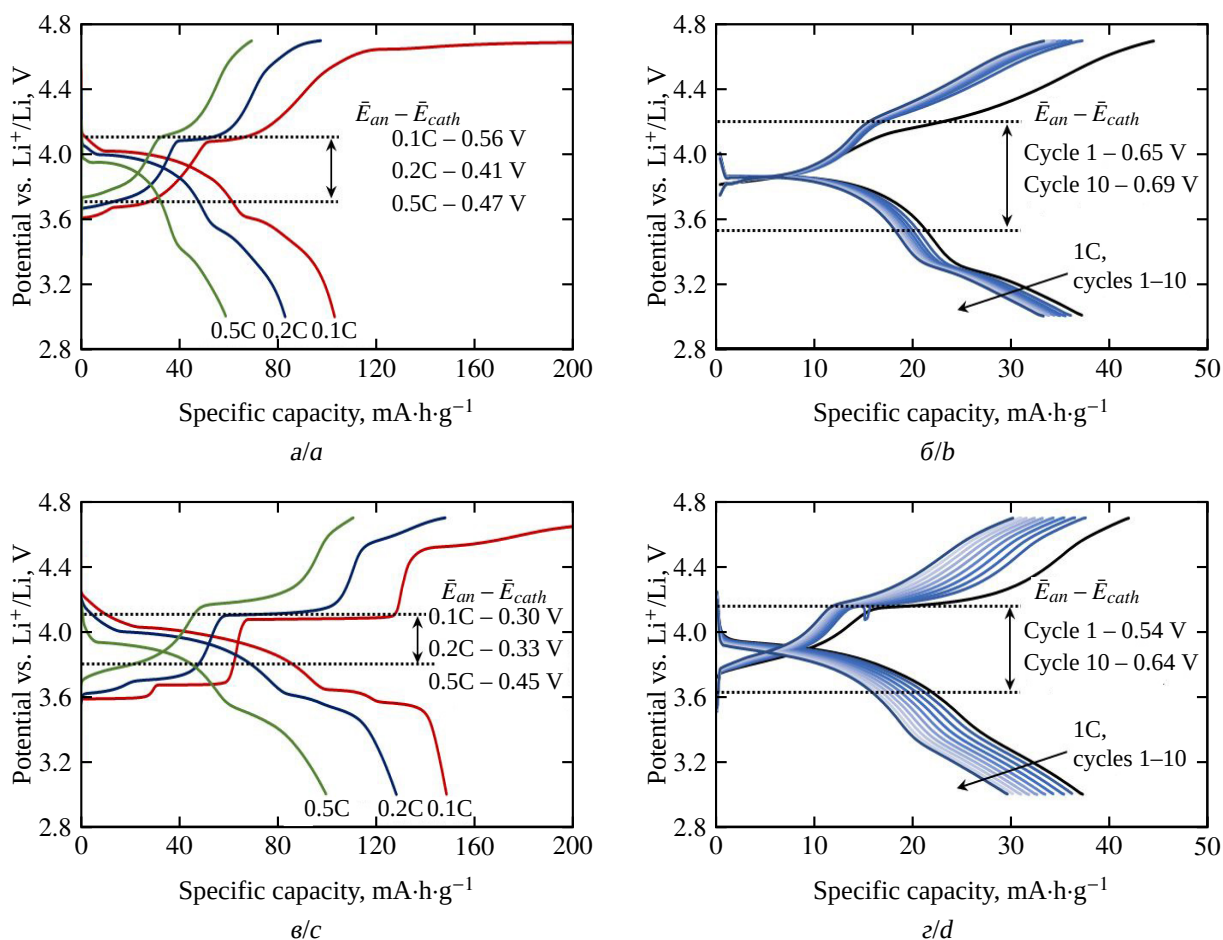 4.8
4.4
4.0
3.6
3.2
2.8
Potential vs. Li⁺/Li, V
Ēan – Ēcath
0.1C – 0.56 V
0.2C – 0.41 V
0.5C – 0.47 V
0.5C 0.2C 0.1C
0 40 80 120 160 200
Specific capacity, mA·h·g⁻¹
а/a
4.8
4.4
4.0
3.6
3.2
2.8
Potential vs. Li⁺/Li, V
Ēan – Ēcath
Cycle 1 – 0.65 V
Cycle 10 – 0.69 V
1C,
cycles 1–10
0 10 20 30 40 50
Specific capacity, mA·h·g⁻¹
б/b
4.8
4.4
4.0
3.6
3.2
2.8
Potential vs. Li⁺/Li, V
Ēan – Ēcath
0.1C – 0.30 V
0.2C – 0.33 V
0.5C – 0.45 V
0.5C 0.2C 0.1C
0 40 80 120 160 200
Specific capacity, mA·h·g⁻¹
в/c
4.8
4.4
4.0
3.6
3.2
2.8
Potential vs. Li⁺/Li, V
Ēan – Ēcath
Cycle 1 – 0.54 V
Cycle 10 – 0.64 V
1C,
cycles 1–10
0 10 20 30 40 50
Specific capacity, mA·h·g⁻¹
г/d